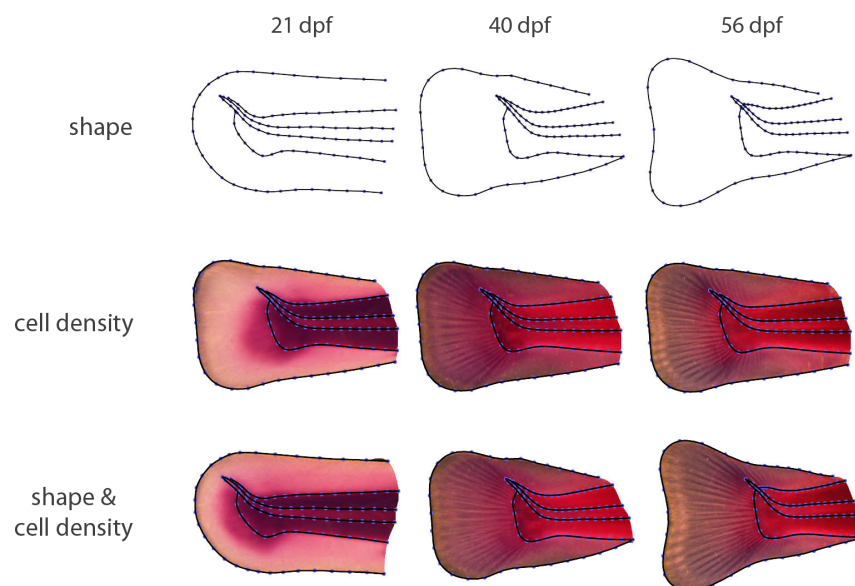 21 dpf
40 dpf
56 dpf
shape
cell density
shape &
cell density